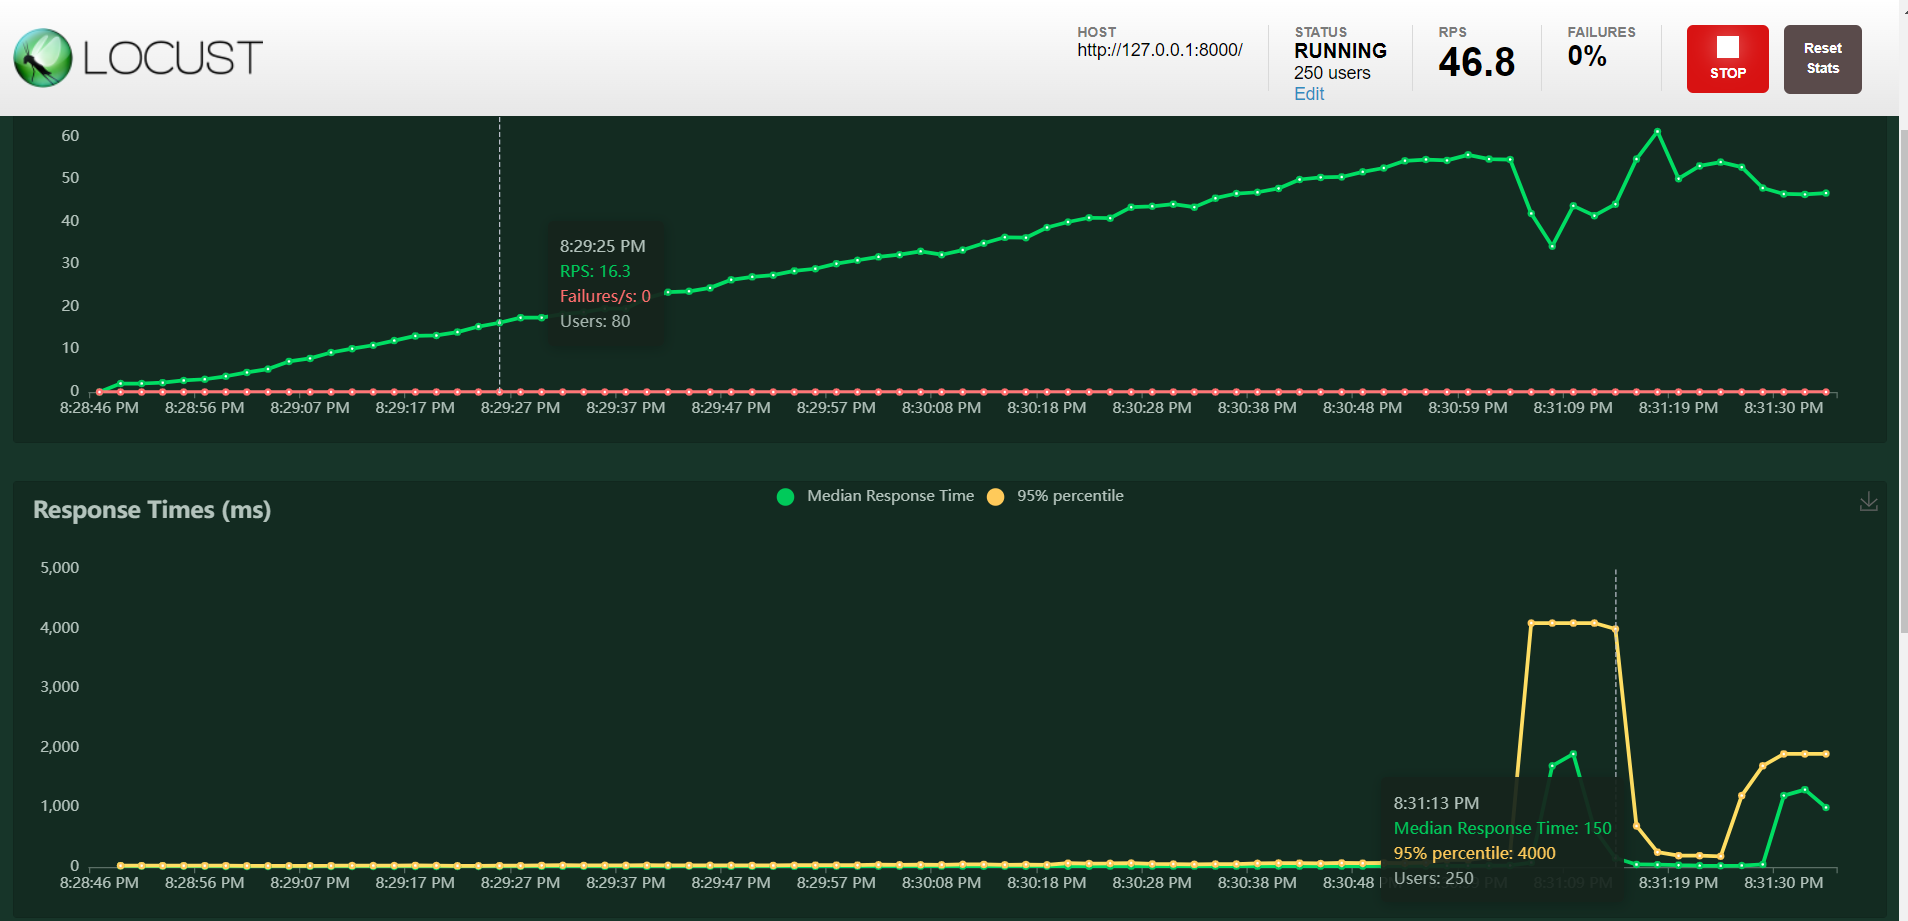 LOCUST
HOST
http://127.0.0.1:8000/
STATUS
RUNNING
250 users
Edit
RPS
46.8
FAILURES
0%
STOP
Reset
Stats
60
50
40
30
20
10
0
8:29:25 PM
RPS: 16.3
Failures/s: 0
Users: 80
8:28:46 PM 8:28:56 PM 8:29:07 PM 8:29:17 PM 8:29:27 PM 8:29:37 PM 8:29:47 PM 8:29:57 PM 8:30:08 PM 8:30:18 PM 8:30:28 PM 8:30:38 PM 8:30:48 PM 8:30:59 PM 8:31:09 PM 8:31:19 PM 8:31:30 PM
Response Times (ms)
Median Response Time 95% percentile
5,000
4,000
3,000
2,000
1,000
0
8:31:13 PM
Median Response Time: 150
95% percentile: 4000
Users: 250
8:28:46 PM 8:28:56 PM 8:29:07 PM 8:29:17 PM 8:29:27 PM 8:29:37 PM 8:29:47 PM 8:29:57 PM 8:30:08 PM 8:30:18 PM 8:30:28 PM 8:30:38 PM 8:30:48 PM 8:31:09 PM 8:31:19 PM 8:31:30 PM